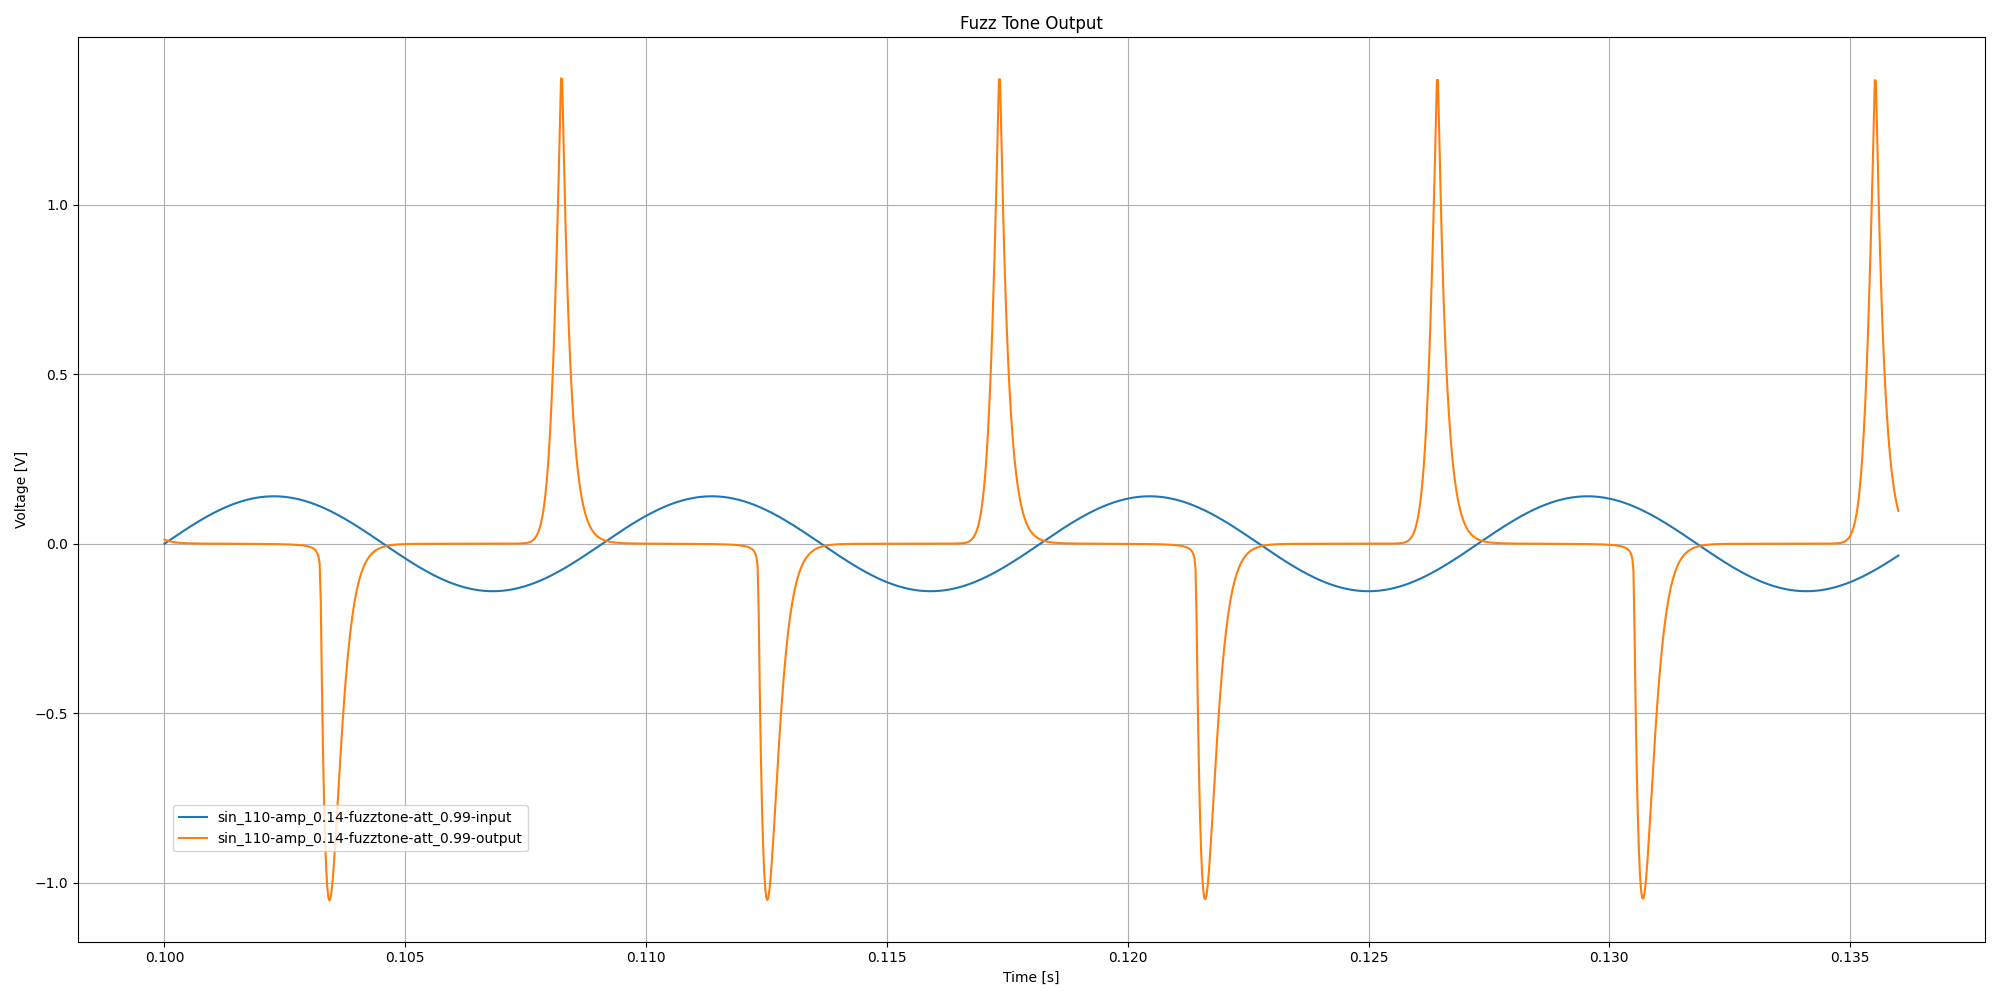 Fuzz Tone Output
Voltage [V]
1.0
0.5
0.0
−0.5
−1.0
sin_110-amp_0.14-fuzztone-att_0.99-input
sin_110-amp_0.14-fuzztone-att_0.99-output
0.100 0.105 0.110 0.115 0.120 0.125 0.130 0.135
Time [s]